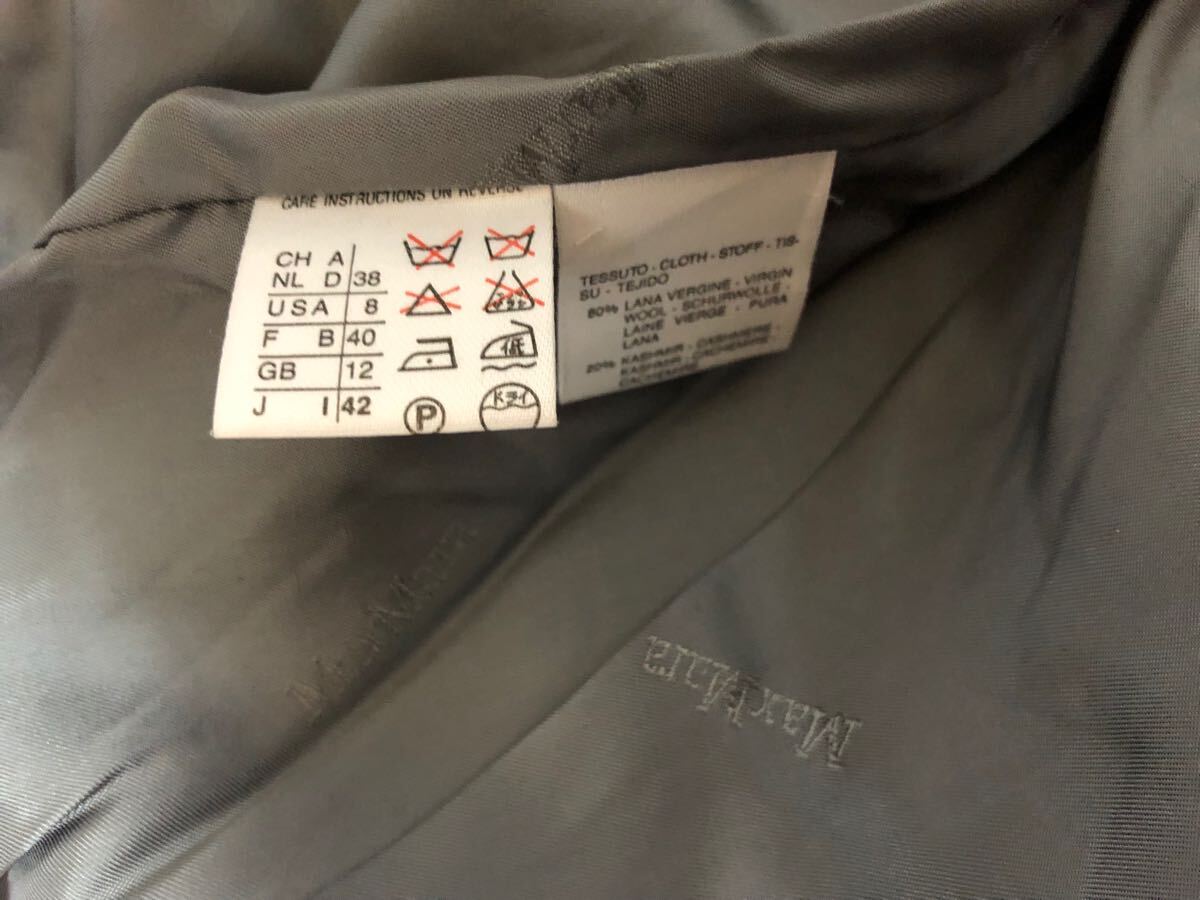 CARE INSTRUCTIONS ON REVERSE
CH A
NL D 38
USA 8
F B 40
GB 12
J I 42
P
低
ドライ
TESSUTO - CLOTH - STOFF - TIS-
SU - TEJIDO
80% LANA VERGINE - VIRGIN
WOOL - SCHURWOLLE -
LAINE VIERGE - PURA
LANA
20% KASHMIR - CASHMERE -
KASHMIR - CACHEMIRE -
CACHEMIRE
MaxMara
MaxMara